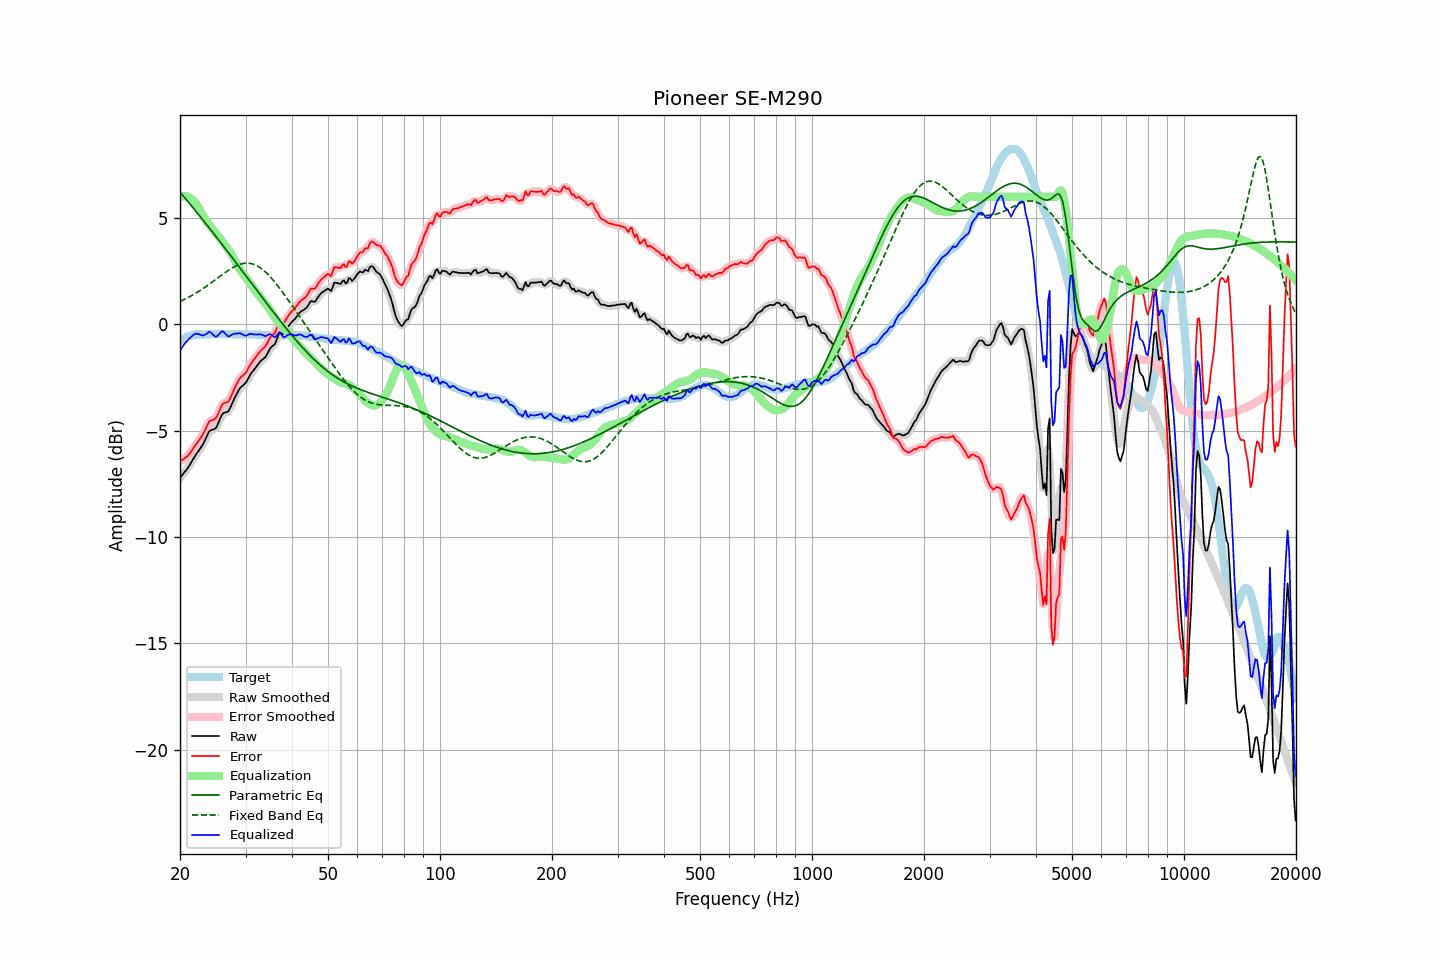 Pioneer SE-M290
Amplitude (dBr)
5
0
−5
−10
−15
−20
Target
Raw Smoothed
Error Smoothed
Raw
Error
Equalization
Parametric Eq
Fixed Band Eq
Equalized
20 50 100 200 500 1000 2000 5000 10000 20000
Frequency (Hz)